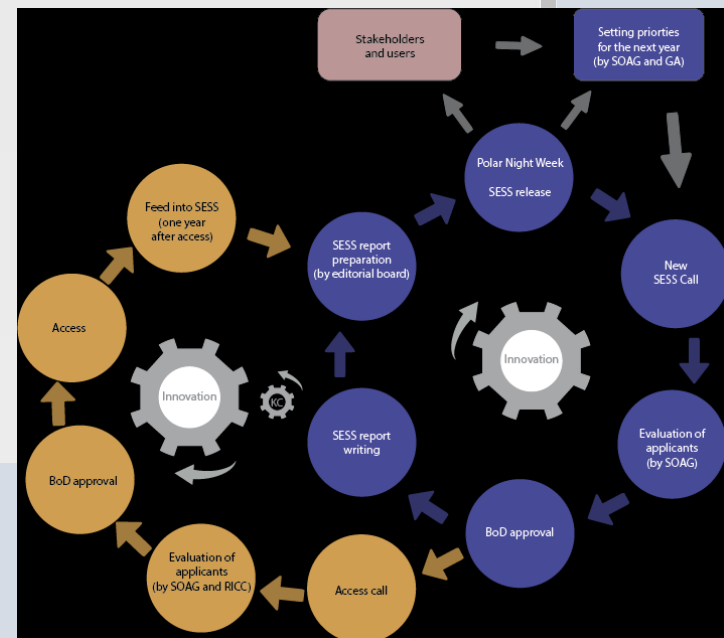 Stakeholders
and users
Setting priorties
for the next year
(by SOAG and GA)
Polar Night Week
SESS release
Feed into SESS
(one year
after access)
SESS report
preparation
(by editorial board)
New
SESS Call
Access
Innovation
KC
Innovation
SESS report
writing
Evaluation of
applicants
(by SOAG)
BoD approval
BoD approval
Evaluation of
applicants
(by SOAG and RICC)
Access call